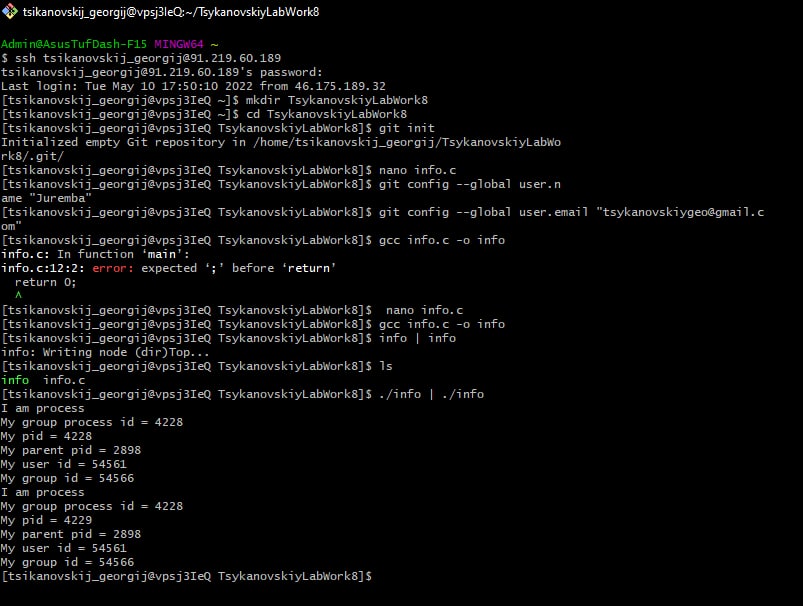 tsikanovskij_georgij@vpsj3IeQ:~/TsykanovskiyLabWork8
Admin@AsusTufDash-F15 MINGW64 ~
$ ssh tsikanovskij_georgij@91.219.60.189
tsikanovskij_georgij@91.219.60.189's password:
Last login: Tue May 10 17:50:10 2022 from 46.175.189.32
[tsikanovskij_georgij@vpsj3IeQ ~]$ mkdir TsykanovskiyLabWork8
[tsikanovskij_georgij@vpsj3IeQ ~]$ cd TsykanovskiyLabWork8
[tsikanovskij_georgij@vpsj3IeQ TsykanovskiyLabWork8]$ git init
Initialized empty Git repository in /home/tsikanovskij_georgij/TsykanovskiyLabWo
rk8/.git/
[tsikanovskij_georgij@vpsj3IeQ TsykanovskiyLabWork8]$ nano info.c
[tsikanovskij_georgij@vpsj3IeQ TsykanovskiyLabWork8]$ git config --global user.n
ame "Juremba"
[tsikanovskij_georgij@vpsj3IeQ TsykanovskiyLabWork8]$ git config --global user.email "tsykanovskiygeo@gmail.c
om"
[tsikanovskij_georgij@vpsj3IeQ TsykanovskiyLabWork8]$ gcc info.c -o info
info.c: In function ‘main’:
info.c:12:2: error: expected ‘;’ before ‘return’
  return 0;
  ^
[tsikanovskij_georgij@vpsj3IeQ TsykanovskiyLabWork8]$  nano info.c
[tsikanovskij_georgij@vpsj3IeQ TsykanovskiyLabWork8]$ gcc info.c -o info
[tsikanovskij_georgij@vpsj3IeQ TsykanovskiyLabWork8]$ info | info
info: Writing node (dir)Top...
[tsikanovskij_georgij@vpsj3IeQ TsykanovskiyLabWork8]$ ls
info  info.c
[tsikanovskij_georgij@vpsj3IeQ TsykanovskiyLabWork8]$ ./info | ./info
I am process
My group process id = 4228
My pid = 4228
My parent pid = 2898
My user id = 54561
My group id = 54566
I am process
My group process id = 4228
My pid = 4229
My parent pid = 2898
My user id = 54561
My group id = 54566
[tsikanovskij_georgij@vpsj3IeQ TsykanovskiyLabWork8]$